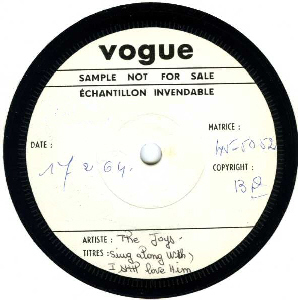 vogue
SAMPLE NOT FOR SALE
ÉCHANTILLON INVENDABLE
MATRICE :
DATE :
17 2 64.
COPYRIGHT :
ARTISTE : The Joys.
TITRES : Sing along With,
I still love Him